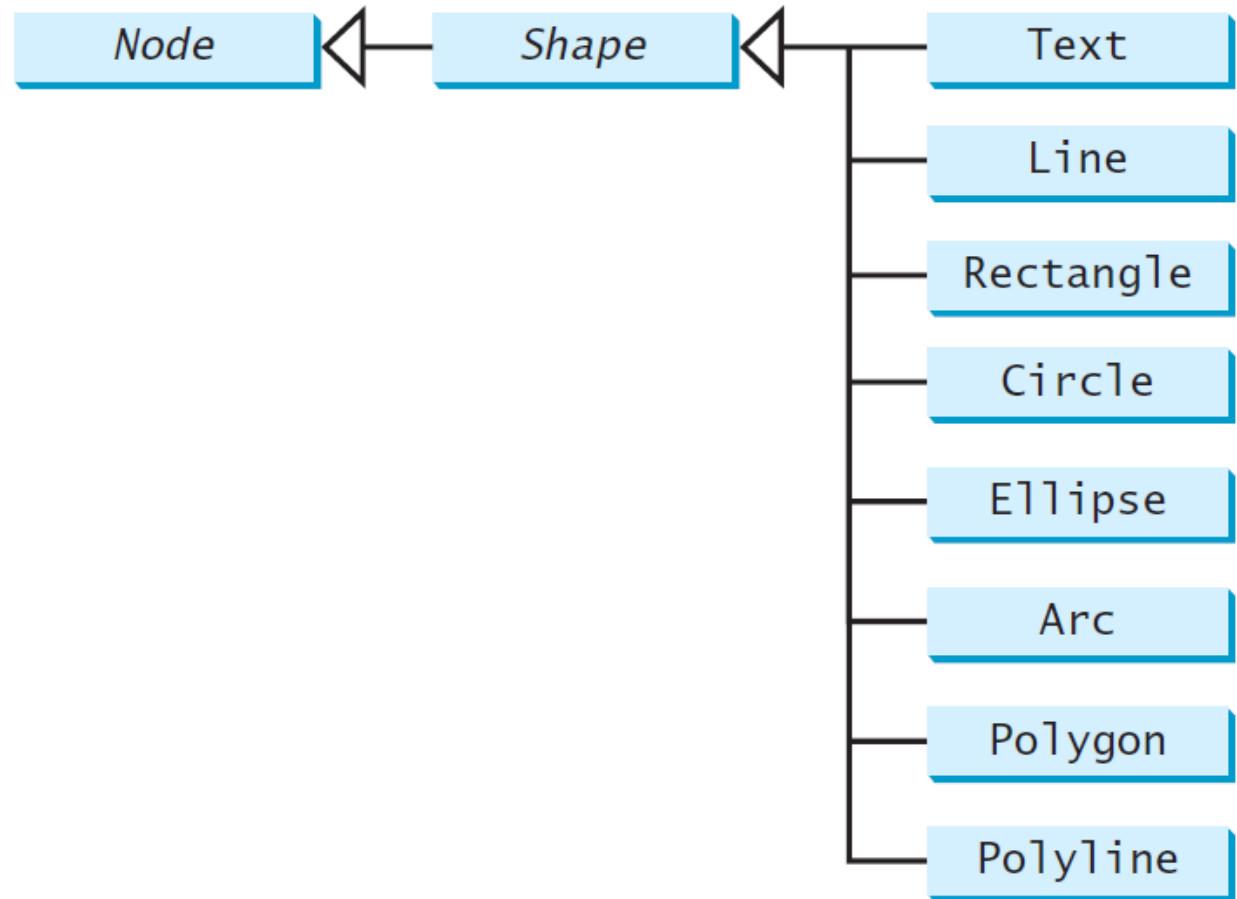 Node
Shape
Text
Line
Rectangle
Circle
Ellipse
Arc
Polygon
Polyline